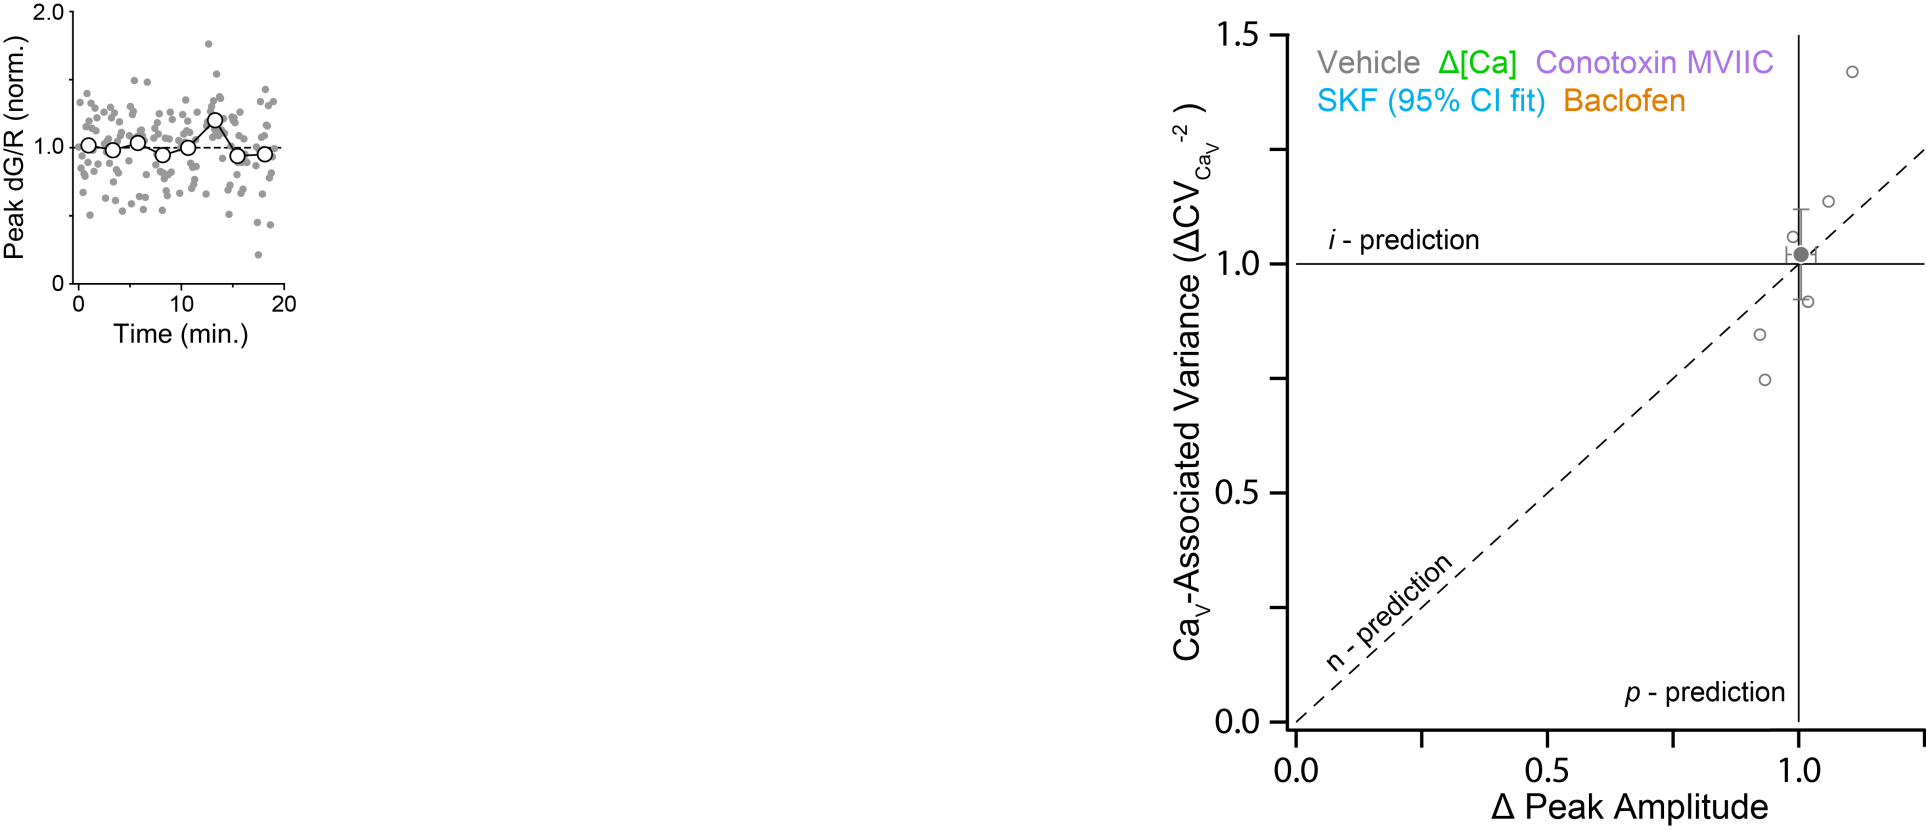 2.0
1.0
0
Peak dG/R (norm.)
0
10
20
Time (min.)
1.5
1.0
0.5
0.0
Ca_V-Associated Variance (ΔCV_Ca_V^-2)
Vehicle Δ[Ca] Conotoxin MVIIC
SKF (95% CI fit) Baclofen
i - prediction
n - prediction
p - prediction
0.0
0.5
1.0
Δ Peak Amplitude